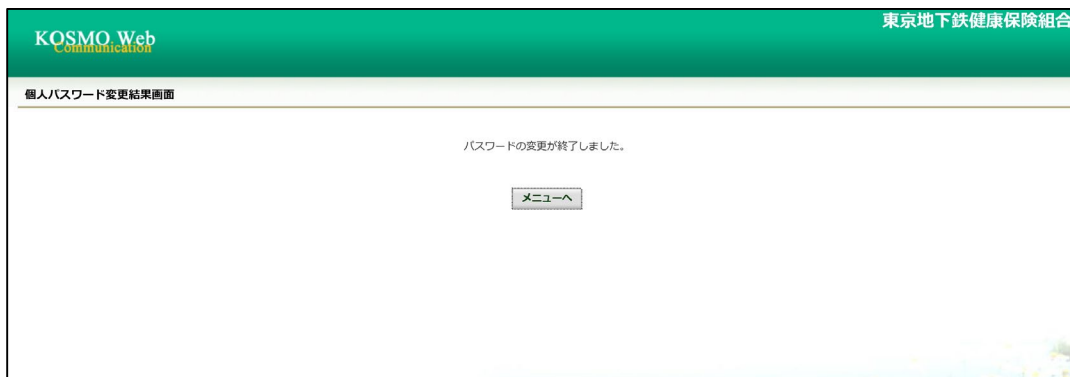 東京地下鉄健康保険組合
KOSMO Web
Communication
個人パスワード変更結果画面
パスワードの変更が終了しました。
メニューへ